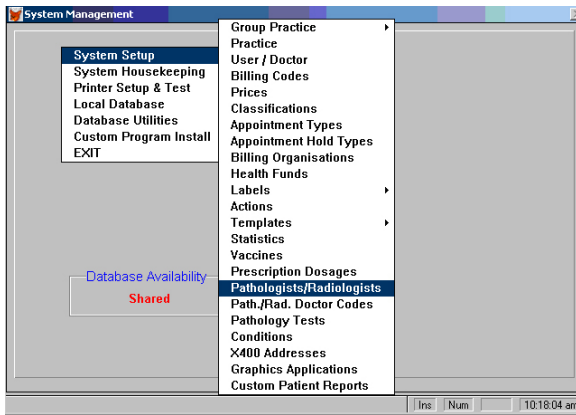 System Management
System Setup
System Housekeeping
Printer Setup & Test
Local Database
Database Utilities
Custom Program Install
EXIT
Group Practice
Practice
User / Doctor
Billing Codes
Prices
Classifications
Appointment Types
Appointment Hold Types
Billing Organisations
Health Funds
Labels
Actions
Templates
Statistics
Vaccines
Prescription Dosages
Pathologists/Radiologists
Path./Rad. Doctor Codes
Pathology Tests
Conditions
X400 Addresses
Graphics Applications
Custom Patient Reports
Database Availability
Shared
Ins Num 10:18:04 am